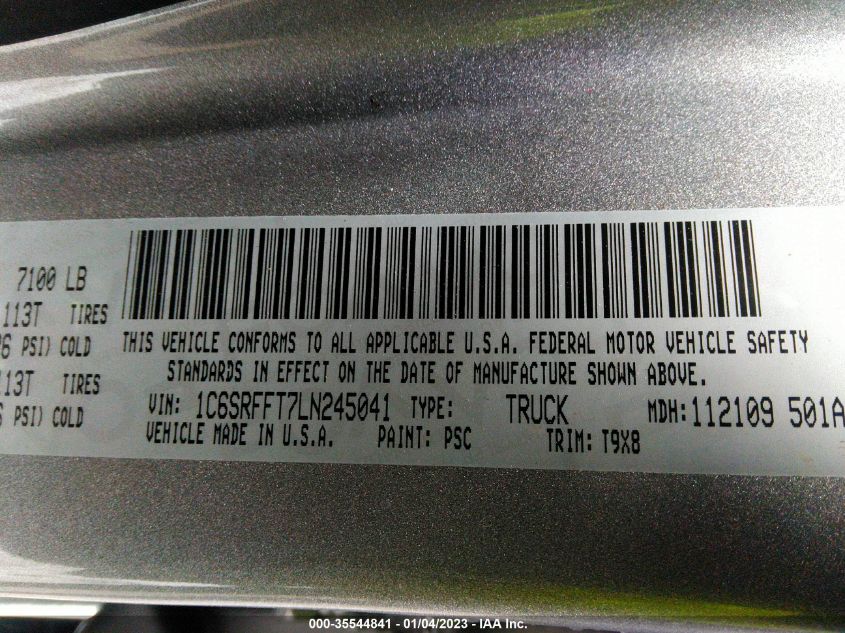 7100 LB
113T TIRES
PSI) COLD
THIS VEHICLE CONFORMS TO ALL APPLICABLE U.S.A. FEDERAL MOTOR VEHICLE SAFETY
STANDARDS IN EFFECT ON THE DATE OF MANUFACTURE SHOWN ABOVE.
113T TIRES
PSI) COLD
VIN: 1C6SRFFT7LN245041 TYPE: TRUCK MDH: 112109 501A
VEHICLE MADE IN U.S.A. PAINT: PSC TRIM: T9X8
000-35544841 - 01/04/2023 - IAA Inc.